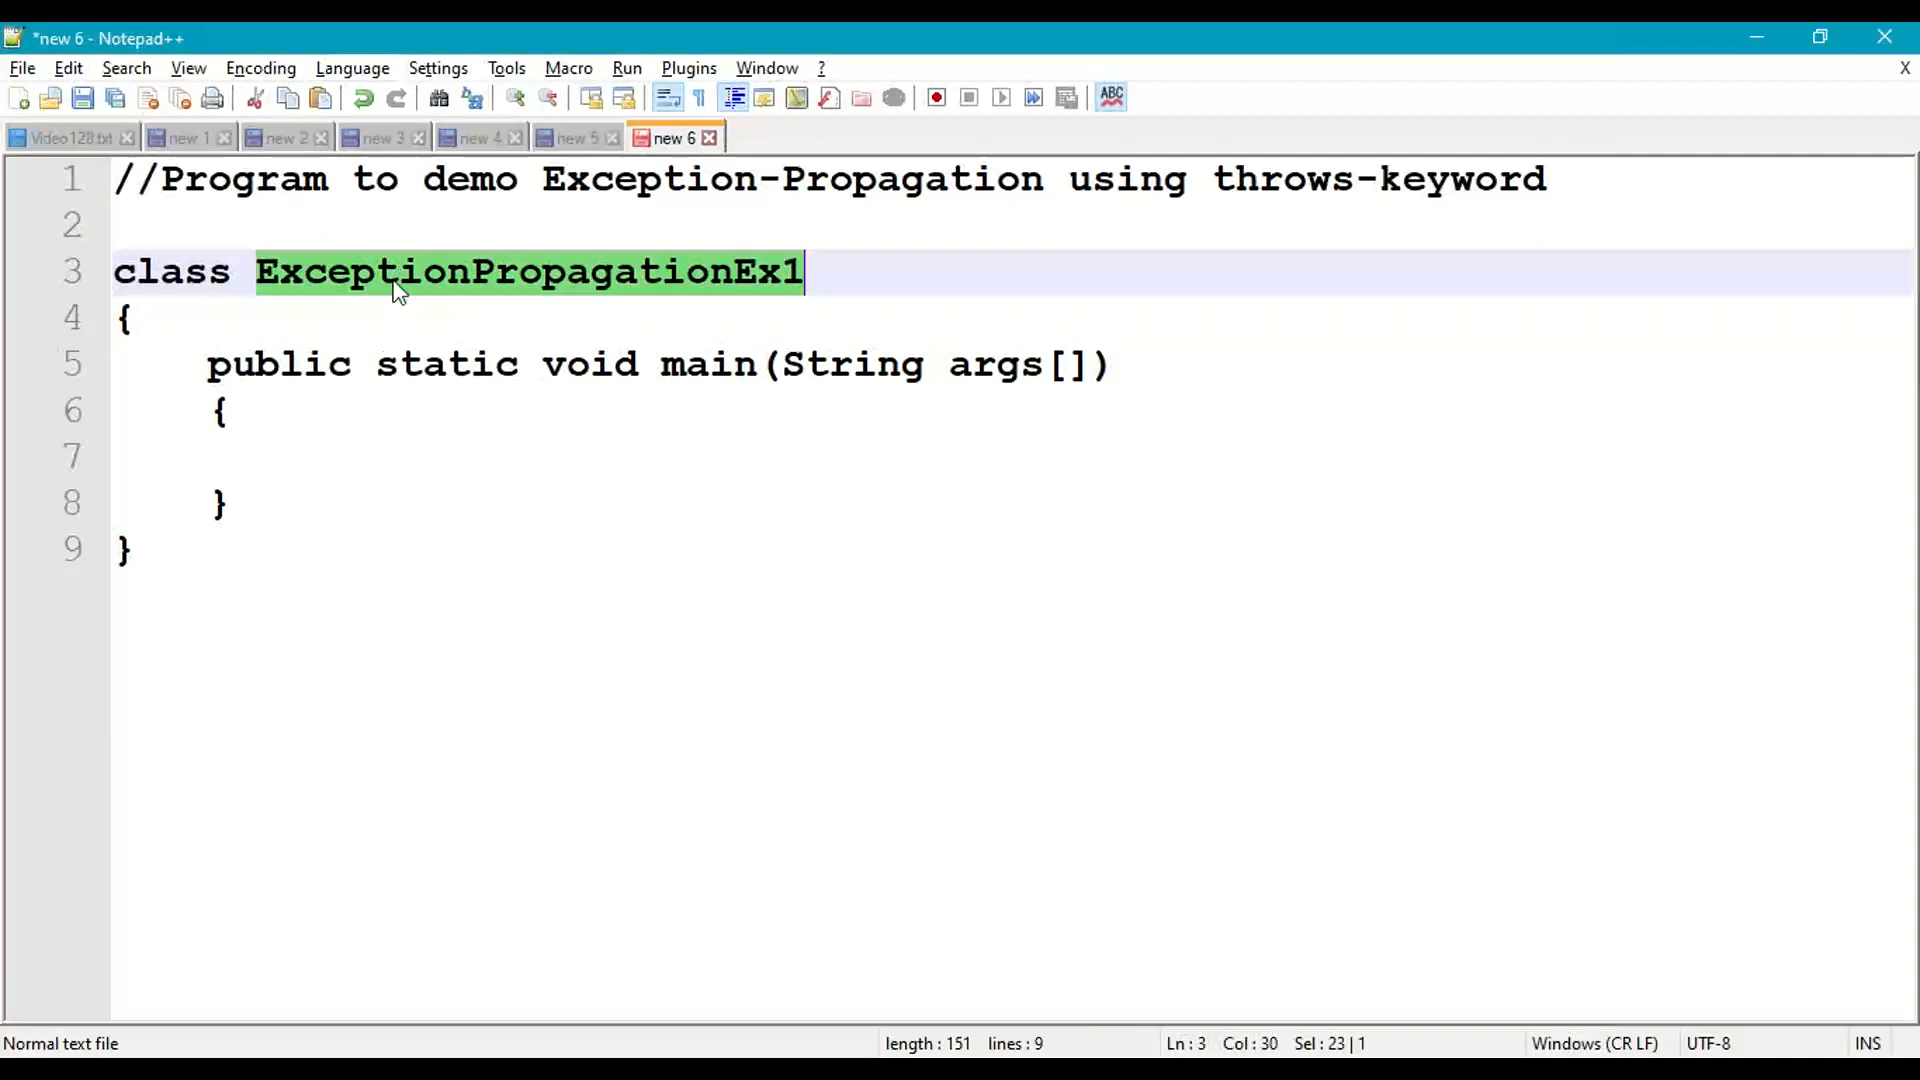 *new 6 - Notepad++
File Edit Search View Encoding Language Settings Tools Macro Run Plugins Window ? X
ABC
Video128.txt new 1 new 2 new 3 new 4 new 5 new 6
1 //Program to demo Exception-Propagation using throws-keyword
2
3 class ExceptionPropagationEx1
4 {
5 public static void main(String args[])
6 {
7
8 }
9 }
Normal text file length : 151 lines : 9 Ln : 3 Col : 30 Sel : 23 | 1 Windows (CR LF) UTF-8 INS